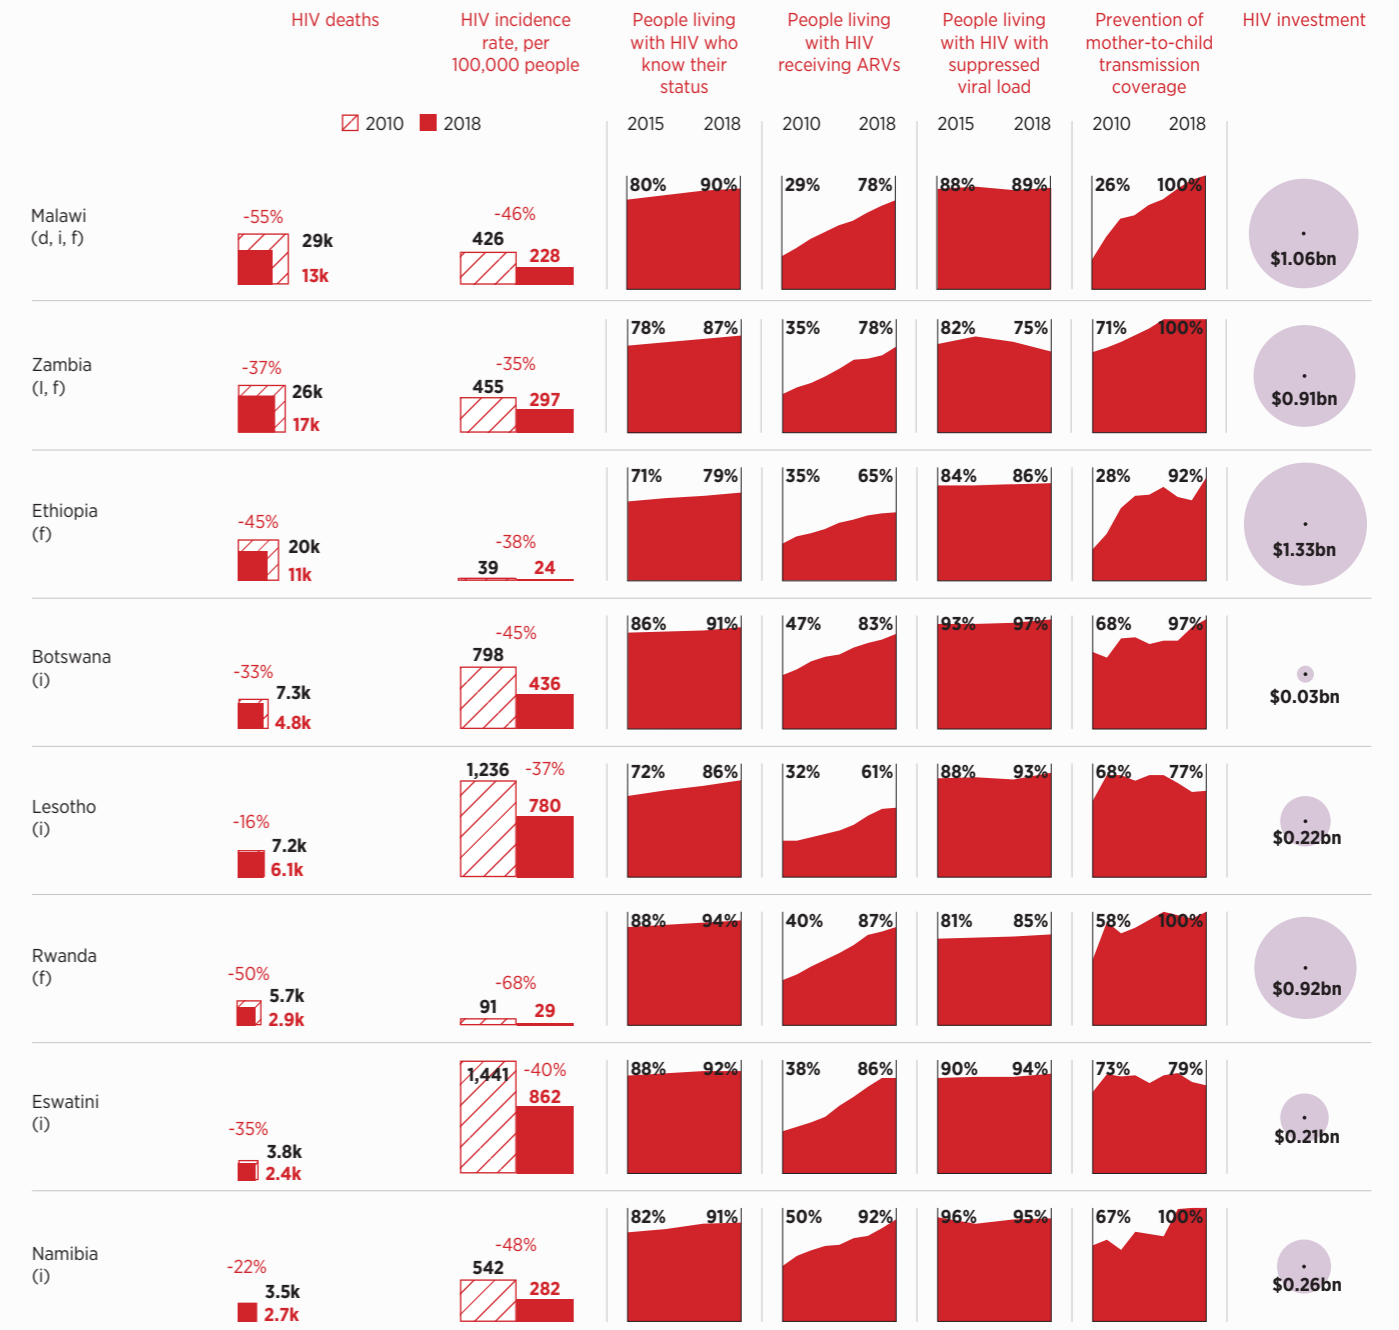 HIV deaths
HIV incidence
rate, per
100,000 people
People living
with HIV who
know their
status
People living
with HIV
receiving ARVs
People living
with HIV with
suppressed
viral load
Prevention of
mother-to-child
transmission
coverage
HIV investment
2010 2018
2015 2018
2010 2018
2015 2018
2010 2018
Malawi
(d, i, f)
-55%
29k
13k
-46%
426
228
80% 90%
29% 78%
88% 89%
26% 100%
$1.06bn
Zambia
(I, f)
-37%
26k
17k
-35%
455
297
78% 87%
35% 78%
82% 75%
71% 100%
$0.91bn
Ethiopia
(f)
-45%
20k
11k
-38%
39
24
71% 79%
35% 65%
84% 86%
28% 92%
$1.33bn
Botswana
(i)
-33%
7.3k
4.8k
-45%
798
436
86% 91%
47% 83%
93% 97%
68% 97%
$0.03bn
Lesotho
(i)
-16%
7.2k
6.1k
1,236
-37%
780
72% 86%
32% 61%
88% 93%
68% 77%
$0.22bn
Rwanda
(f)
-50%
5.7k
2.9k
-68%
91
29
88% 94%
40% 87%
81% 85%
58% 100%
$0.92bn
Eswatini
(i)
-35%
3.8k
2.4k
1,441
-40%
862
88% 92%
38% 86%
90% 94%
73% 79%
$0.21bn
Namibia
(i)
-22%
3.5k
2.7k
-48%
542
282
82% 91%
50% 92%
96% 95%
67% 100%
$0.26bn